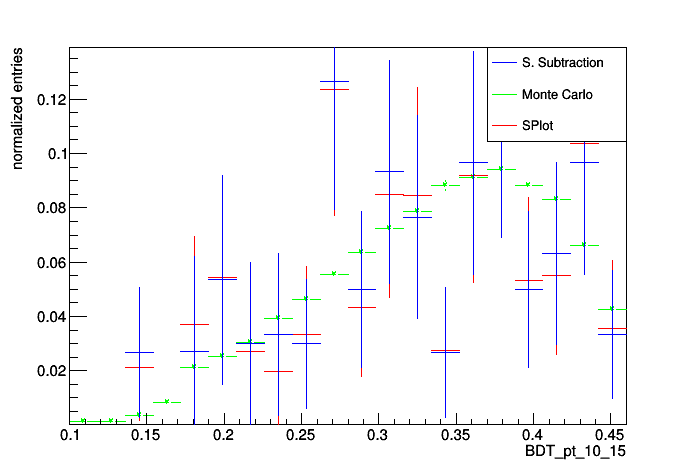 normalized entries
0.12
0.1
0.08
0.06
0.04
0.02
S. Subtraction
Monte Carlo
SPlot
0.1 0.15 0.2 0.25 0.3 0.35 0.4 0.45
BDT_pt_10_15